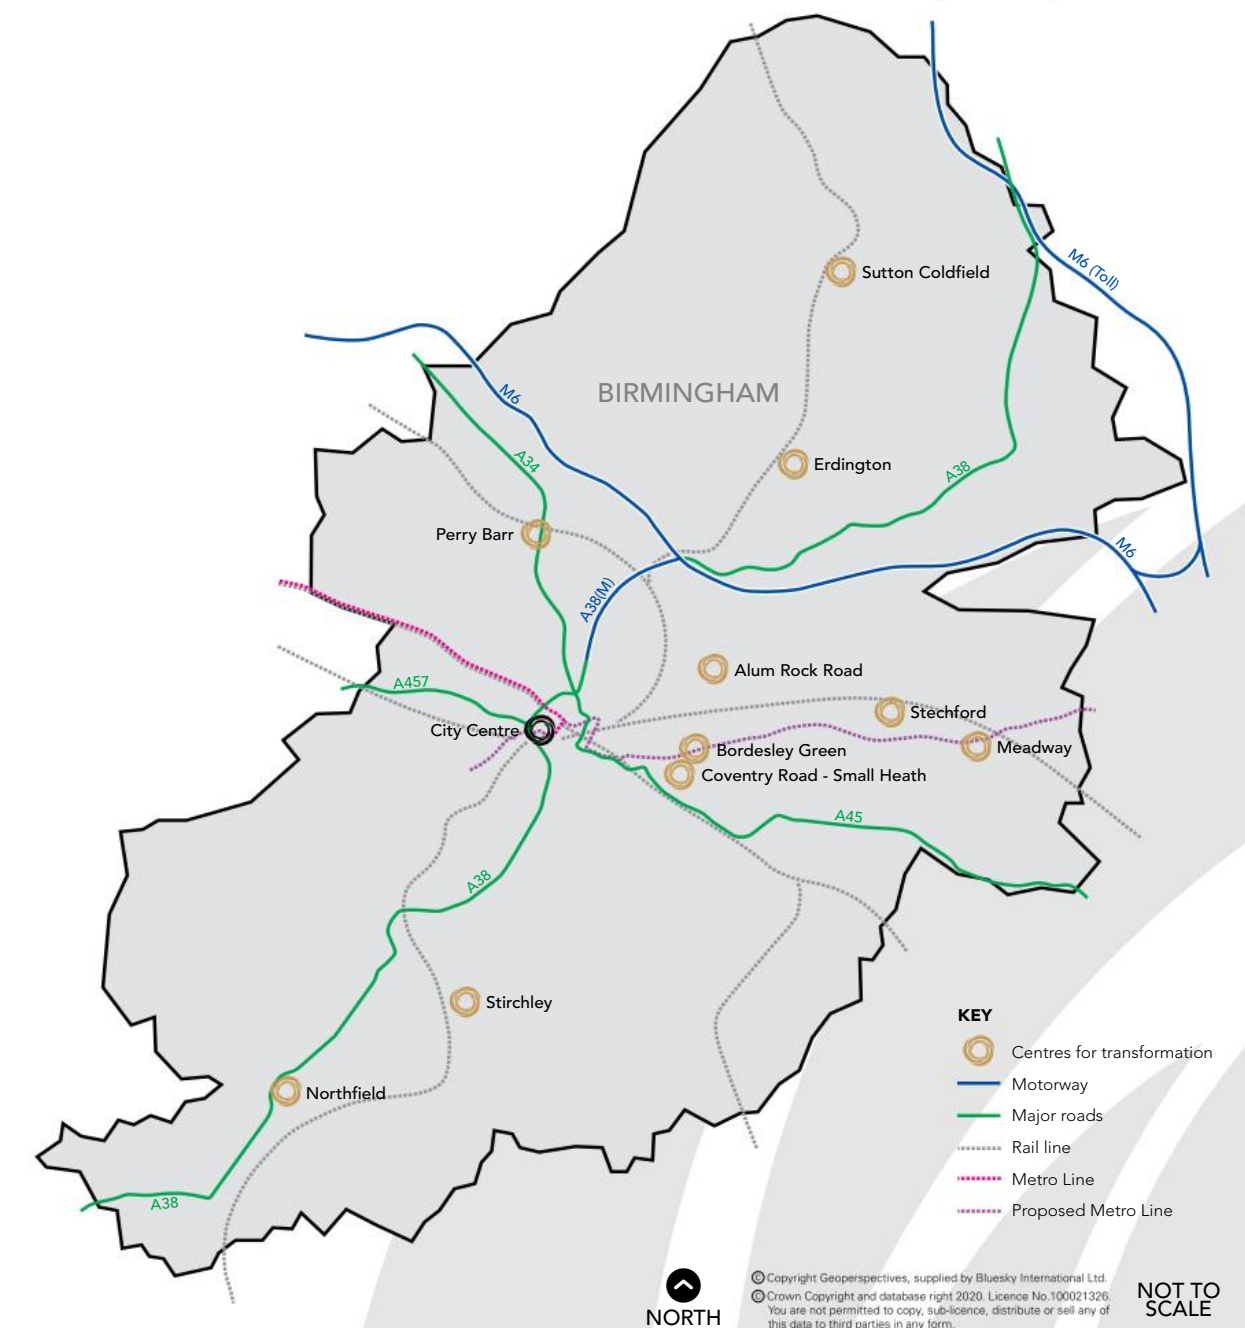 M6 (Toll)
Sutton Coldfield
BIRMINGHAM
M6
A34
Erdington
A38
Perry Barr
M6
A38(M)
Alum Rock Road
A457
Stechford
City Centre
Meadway
Bordesley Green
Coventry Road - Small Heath
A45
A38
Stirchley
Northfield
A38
KEY
Centres for transformation
Motorway
Major roads
Rail line
Metro Line
Proposed Metro Line
NORTH
© Copyright Geoperspectives, supplied by Bluesky International Ltd.
© Crown Copyright and database right 2020. Licence No.100021326.
You are not permitted to copy, sub-licence, distribute or sell any of
this data to third parties in any form.
NOT TO
SCALE